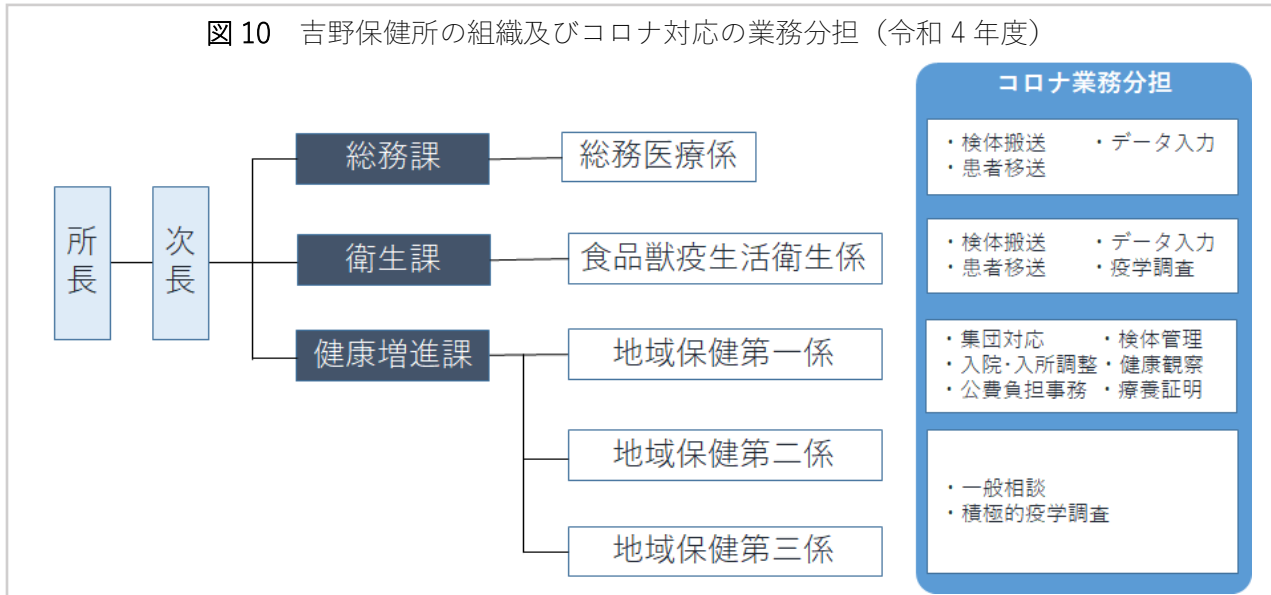 図 10 吉野保健所の組織及びコロナ対応の業務分担（令和 4 年度）
コロナ業務分担
所長
次長
総務課
総務医療係
・検体搬送 ・データ入力
・患者移送
衛生課
食品獣疫生活衛生係
・検体搬送 ・データ入力
・患者移送 ・疫学調査
健康増進課
地域保健第一係
・集団対応 ・検体管理
・入院･入所調整 ・健康観察
・公費負担事務 ・療養証明
地域保健第二係
地域保健第三係
・一般相談
・積極的疫学調査